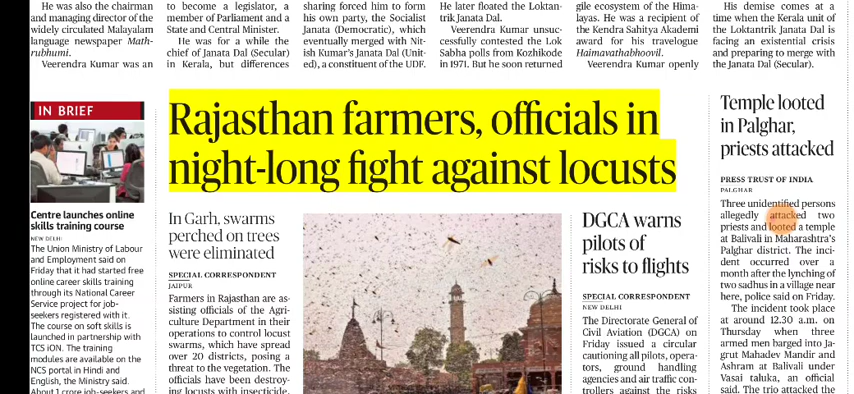 He was also the chairman
and managing director of the
widely circulated Malayalam
language newspaper Math-
rubhumi.
Veerendra Kumar was an
to become a legislator, a
member of Parliament and a
State and Central Minister.
He was for a while the
chief of Janata Dal (Secular)
in Kerala, but differences
sharing forced him to form
his own party, the Socialist
Janata (Democratic), which
eventually merged with Nit-
ish Kumar's Janata Dal (Unit-
ed), a constituent of the UDF.
He later floated the Loktan-
trik Janata Dal.
Veerendra Kumar unsuc-
cessfully contested the Lok
Sabha polls from Kozhikode
in 1971. But he soon returned
gile ecosystem of the Hima-
layas. He was a recipient of
the Kendra Sahitya Akademi
award for his travelogue
Haimavathabhoovil.
Veerendra Kumar openly
His demise comes at a
time when the Kerala unit of
the Loktantrik Janata Dal is
facing an existential crisis
and preparing to merge with
the Janata Dal (Secular).
IN BRIEF
Centre launches online
skills training course
NEW DELHI
The Union Ministry of Labour
and Employment said on
Friday that it had started free
online career skills training
through its National Career
Service project for job-
seekers registered with it.
The course on soft skills is
launched in partnership with
TCS iON. The training
modules are available on the
NCS portal in Hindi and
English, the Ministry said.
About 1 crore job-seekers and
Rajasthan farmers, officials in
night-long fight against locusts
In Garh, swarms
perched on trees
were eliminated
SPECIAL CORRESPONDENT
JAIPUR
Farmers in Rajasthan are as-
sisting officials of the Agri-
culture Department in their
operations to control locust
swarms, which have spread
over 20 districts, posing a
threat to the vegetation. The
officials have been destroy-
ing locusts with insecticide,
DGCA warns
pilots of
risks to flights
SPECIAL CORRESPONDENT
NEW DELHI
The Directorate General of
Civil Aviation (DGCA) on
Friday issued a circular
cautioning all pilots, opera-
tors, ground handling
agencies and air traffic con-
trollers against the risks
Temple looted
in Palghar,
priests attacked
PRESS TRUST OF INDIA
PALGHAR
Three unidentified persons
allegedly attacked two
priests and looted a temple
at Balivali in Maharashtra's
Palghar district. The inci-
dent occurred over a
month after the lynching of
two sadhus in a village near
here, police said on Friday.
The incident took place
at around 12.30 a.m. on
Thursday when three
armed men barged into Ja-
grut Mahadev Mandir and
Ashram at Balivali under
Vasai taluka, an official
said. The trio attacked the